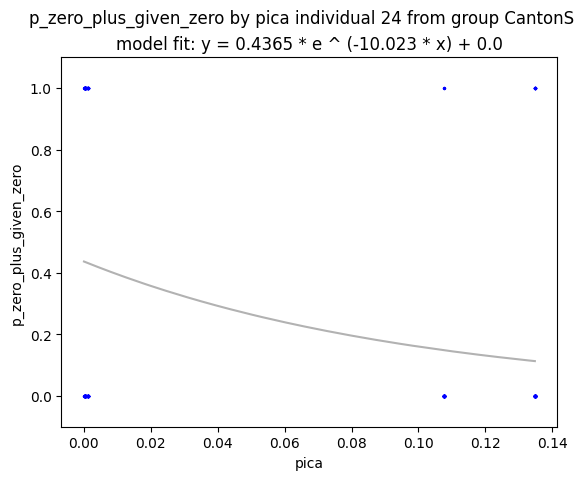 p_zero_plus_given_zero by pica individual 24 from group CantonS
model fit: y = 0.4365 * e ^ (-10.023 * x) + 0.0
p_zero_plus_given_zero
1.0
0.8
0.6
0.4
0.2
0.0
0.00 0.02 0.04 0.06 0.08 0.10 0.12 0.14
pica